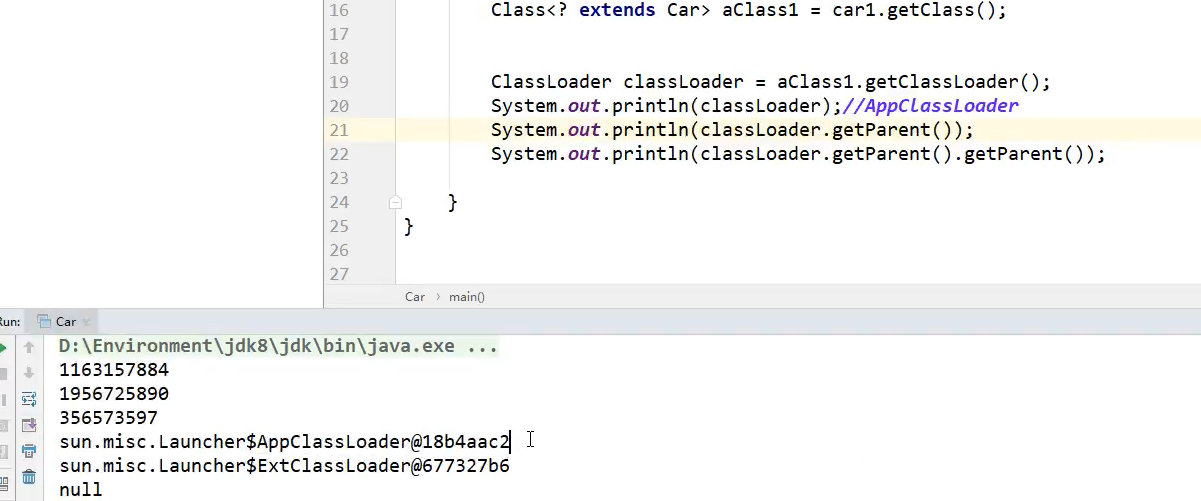 16 Class<? extends Car> aClass1 = car1.getClass();
17
18
19 ClassLoader classLoader = aClass1.getClassLoader();
20 System.out.println(classLoader);//AppClassLoader
21 System.out.println(classLoader.getParent());
22 System.out.println(classLoader.getParent().getParent());
23
24 }
25 }
26
27
Car › main()
Run: Car
D:\Environment\jdk8\jdk\bin\java.exe ...
1163157884
1956725890
356573597
sun.misc.Launcher$AppClassLoader@18b4aac2
sun.misc.Launcher$ExtClassLoader@677327b6
null